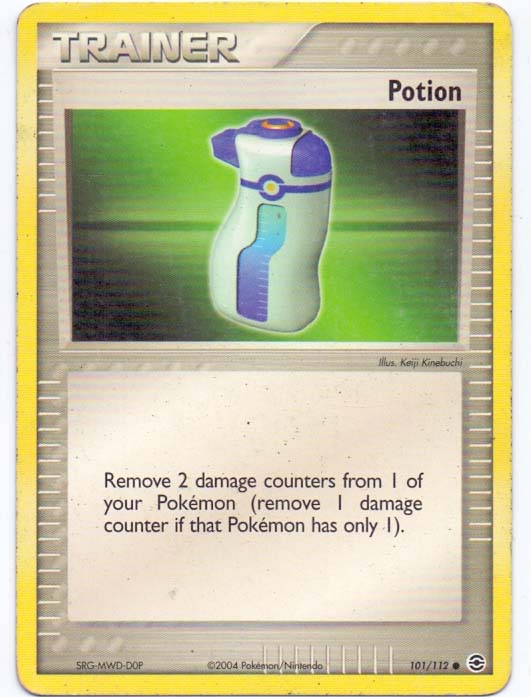 TRAINER
Potion
Illus. Keiji Kinebuchi
Remove 2 damage counters from 1 of
your Pokémon (remove 1 damage
counter if that Pokémon has only 1).
SRG-MWD-D0P
©2004 Pokémon/Nintendo
101/112 ●